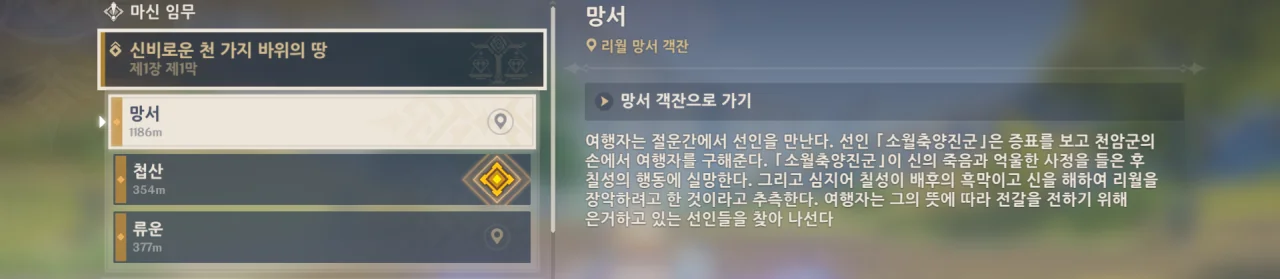 마신 임무
신비로운 천 가지 바위의 땅
제1장 제1막
망서
1186m
첩산
354m
류운
377m
망서
리월 망서 객잔
망서 객잔으로 가기
여행자는 절운간에서 선인을 만난다. 선인 「소월축양진군」은 증표를 보고 천암군의
손에서 여행자를 구해준다. 「소월축양진군」이 신의 죽음과 억울한 사정을 들은 후
칠성의 행동에 실망한다. 그리고 심지어 칠성이 배후의 흑막이고 신을 해하여 리월을
장악하려고 한 것이라고 추측한다. 여행자는 그의 뜻에 따라 전갈을 전하기 위해
은거하고 있는 선인들을 찾아 나선다